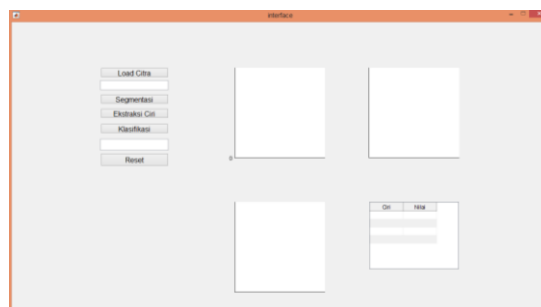 Interface
Load Citra
Segmentasi
Ekstraksi Ciri
Klasifikasi
Reset
0
Ciri Nilai